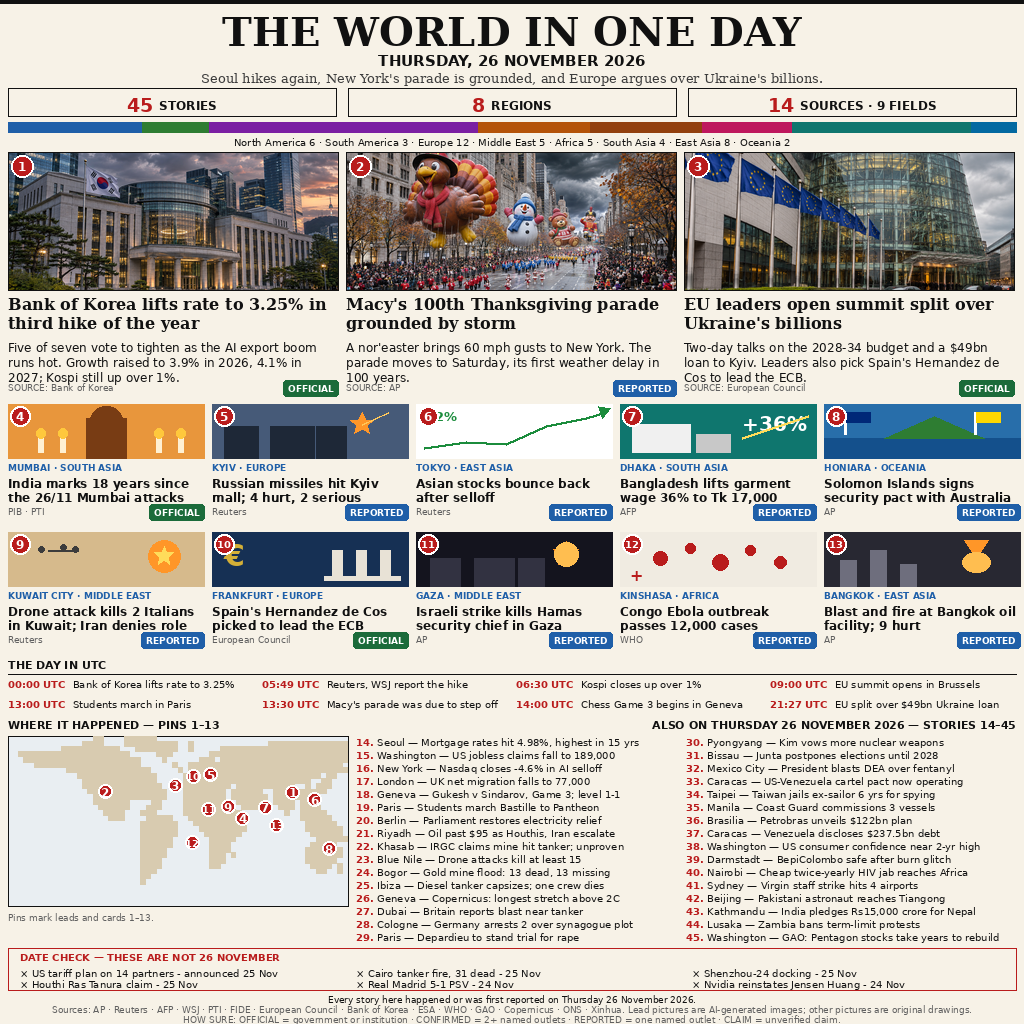 THE WORLD IN ONE DAY
THURSDAY, 26 NOVEMBER 2026
Seoul hikes again, New York's parade is grounded, and Europe argues over Ukraine's billions.
45 STORIES
8 REGIONS
14 SOURCES · 9 FIELDS
North America 6 · South America 3 · Europe 12 · Middle East 5 · Africa 5 · South Asia 4 · East Asia 8 · Oceania 2
1
2
3
Bank of Korea lifts rate to 3.25% in
third hike of the year
Five of seven vote to tighten as the AI export boom
runs hot. Growth raised to 3.9% in 2026, 4.1% in
2027; Kospi still up over 1%.
SOURCE: Bank of Korea
OFFICIAL
Macy's 100th Thanksgiving parade
grounded by storm
A nor'easter brings 60 mph gusts to New York. The
parade moves to Saturday, its first weather delay in
100 years.
SOURCE: AP
REPORTED
EU leaders open summit split over
Ukraine's billions
Two-day talks on the 2028-34 budget and a $49bn
loan to Kyiv. Leaders also pick Spain's Hernandez de
Cos to lead the ECB.
SOURCE: European Council
OFFICIAL
4
MUMBAI · SOUTH ASIA
India marks 18 years since
the 26/11 Mumbai attacks
PIB · PTI
OFFICIAL
5
KYIV · EUROPE
Russian missiles hit Kyiv
mall; 4 hurt, 2 serious
Reuters
REPORTED
6
2%
TOKYO · EAST ASIA
Asian stocks bounce back
after selloff
Reuters
REPORTED
7
+36%
DHAKA · SOUTH ASIA
Bangladesh lifts garment
wage 36% to Tk 17,000
AFP
REPORTED
8
HONIARA · OCEANIA
Solomon Islands signs
security pact with Australia
AP
REPORTED
9
KUWAIT CITY · MIDDLE EAST
Drone attack kills 2 Italians
in Kuwait; Iran denies role
Reuters
REPORTED
10
€
FRANKFURT · EUROPE
Spain's Hernandez de Cos
picked to lead the ECB
European Council
OFFICIAL
11
GAZA · MIDDLE EAST
Israeli strike kills Hamas
security chief in Gaza
AP
REPORTED
12
+
KINSHASA · AFRICA
Congo Ebola outbreak
passes 12,000 cases
WHO
REPORTED
13
BANGKOK · EAST ASIA
Blast and fire at Bangkok oil
facility; 9 hurt
AP
REPORTED
THE DAY IN UTC
00:00 UTC Bank of Korea lifts rate to 3.25%
05:49 UTC Reuters, WSJ report the hike
06:30 UTC Kospi closes up over 1%
09:00 UTC EU summit opens in Brussels
13:00 UTC Students march in Paris
13:30 UTC Macy's parade was due to step off
14:00 UTC Chess Game 3 begins in Geneva
21:27 UTC EU split over $49bn Ukraine loan
WHERE IT HAPPENED — PINS 1–13
2
3
10
5
11
9
4
7
1
6
13
12
8
Pins mark leads and cards 1–13.
ALSO ON THURSDAY 26 NOVEMBER 2026 — STORIES 14–45
14. Seoul — Mortgage rates hit 4.98%, highest in 15 yrs
15. Washington — US jobless claims fall to 189,000
16. New York — Nasdaq closes -4.6% in AI selloff
17. London — UK net migration falls to 77,000
18. Geneva — Gukesh v Sindarov, Game 3; level 1-1
19. Paris — Students march Bastille to Pantheon
20. Berlin — Parliament restores electricity relief
21. Riyadh — Oil past $95 as Houthis, Iran escalate
22. Khasab — IRGC claims mine hit tanker; unproven
23. Blue Nile — Drone attacks kill at least 15
24. Bogor — Gold mine flood: 13 dead, 13 missing
25. Ibiza — Diesel tanker capsizes; one crew dies
26. Geneva — Copernicus: longest stretch above 2C
27. Dubai — Britain reports blast near tanker
28. Cologne — Germany arrests 2 over synagogue plot
29. Paris — Depardieu to stand trial for rape
30. Pyongyang — Kim vows more nuclear weapons
31. Bissau — Junta postpones elections until 2028
32. Mexico City — President blasts DEA over fentanyl
33. Caracas — US-Venezuela cartel pact now operating
34. Taipei — Taiwan jails ex-sailor 6 yrs for spying
35. Manila — Coast Guard commissions 3 vessels
36. Brasilia — Petrobras unveils $122bn plan
37. Caracas — Venezuela discloses $237.5bn debt
38. Washington — US consumer confidence near 2-yr high
39. Darmstadt — BepiColombo safe after burn glitch
40. Nairobi — Cheap twice-yearly HIV jab reaches Africa
41. Sydney — Virgin staff strike hits 4 airports
42. Beijing — Pakistani astronaut reaches Tiangong
43. Kathmandu — India pledges Rs15,000 crore for Nepal
44. Lusaka — Zambia bans term-limit protests
45. Washington — GAO: Pentagon stocks take years to rebuild
DATE CHECK — THESE ARE NOT 26 NOVEMBER
× US tariff plan on 14 partners - announced 25 Nov
× Cairo tanker fire, 31 dead - 25 Nov
× Shenzhou-24 docking - 25 Nov
× Houthi Ras Tanura claim - 25 Nov
× Real Madrid 5-1 PSV - 24 Nov
× Nvidia reinstates Jensen Huang - 24 Nov
Every story here happened or was first reported on Thursday 26 November 2026.
Sources: AP · Reuters · AFP · WSJ · PTI · FIDE · European Council · Bank of Korea · ESA · WHO · GAO · Copernicus · ONS · Xinhua. Lead pictures are AI-generated images; other pictures are original drawings.
HOW SURE: OFFICIAL = government or institution · CONFIRMED = 2+ named outlets · REPORTED = one named outlet · CLAIM = unverified claim.